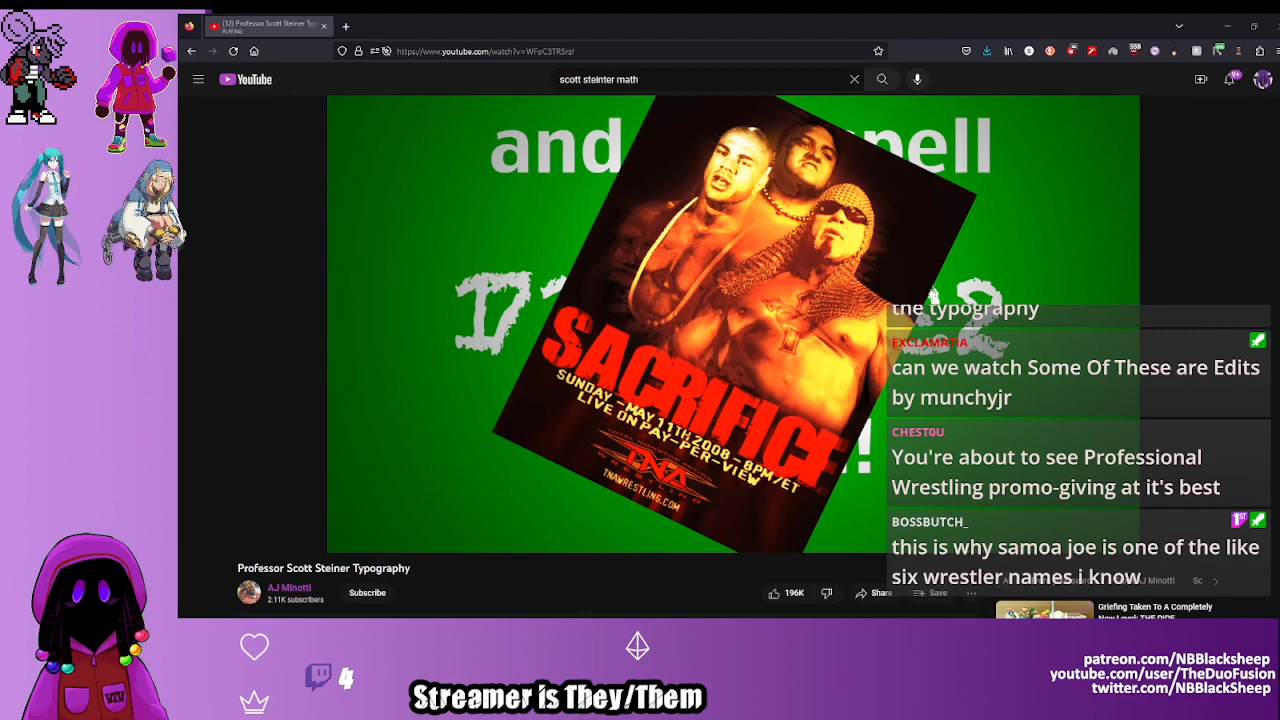 (12) Professor Scott Steiner Typ
PLAYING
https://www.youtube.com/watch?v=WFoC3TR5rzI
YouTube
scott steinter math
9+
and
pell
SACRIFICE
SUNDAY - MAY 11TH 2008 - 8PM/ET
LIVE ON PAY-PER-VIEW
TNA
TNAWRESTLING.COM
!
the typography
EXCLAMATIA
can we watch Some Of These are Edits
by munchyjr
CHEST0U
You're about to see Professional
Wrestling promo-giving at it's best
BOSSBUTCH_
1ST
this is why samoa joe is one of the like
six wrestler names i know
Professor Scott Steiner Typography
AJ Minotti
2.11K subscribers
Subscribe
196K
Share
Save
Griefing Taken To A Completely
4
Streamer is They/Them
patreon.com/NBBlacksheep
youtube.com/user/TheDuoFusion
twitter.com/NBBlackSheep